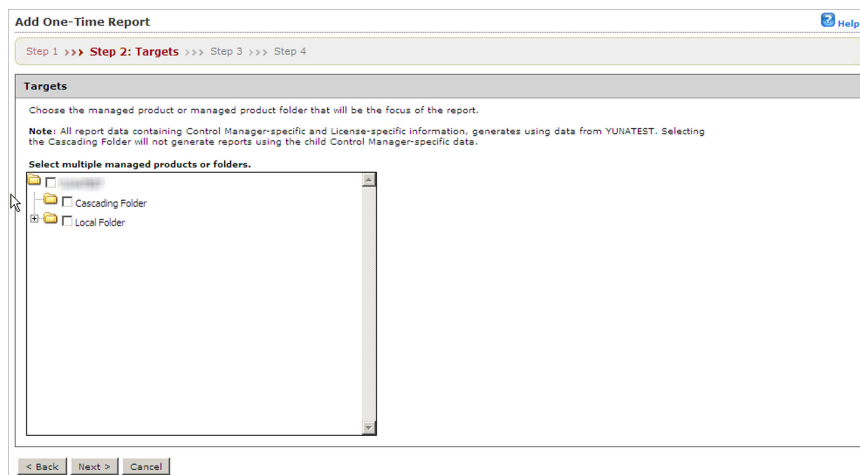 Add One-Time Report
Help
Step 1 >>> Step 2: Targets >>> Step 3 >>> Step 4
Targets
Choose the managed product or managed product folder that will be the focus of the report.
Note: All report data containing Control Manager-specific and License-specific information, generates using data from YUNATEST. Selecting
the Cascading Folder will not generate reports using the child Control Manager-specific data.
Select multiple managed products or folders.
Cascading Folder
Local Folder
< Back Next > Cancel